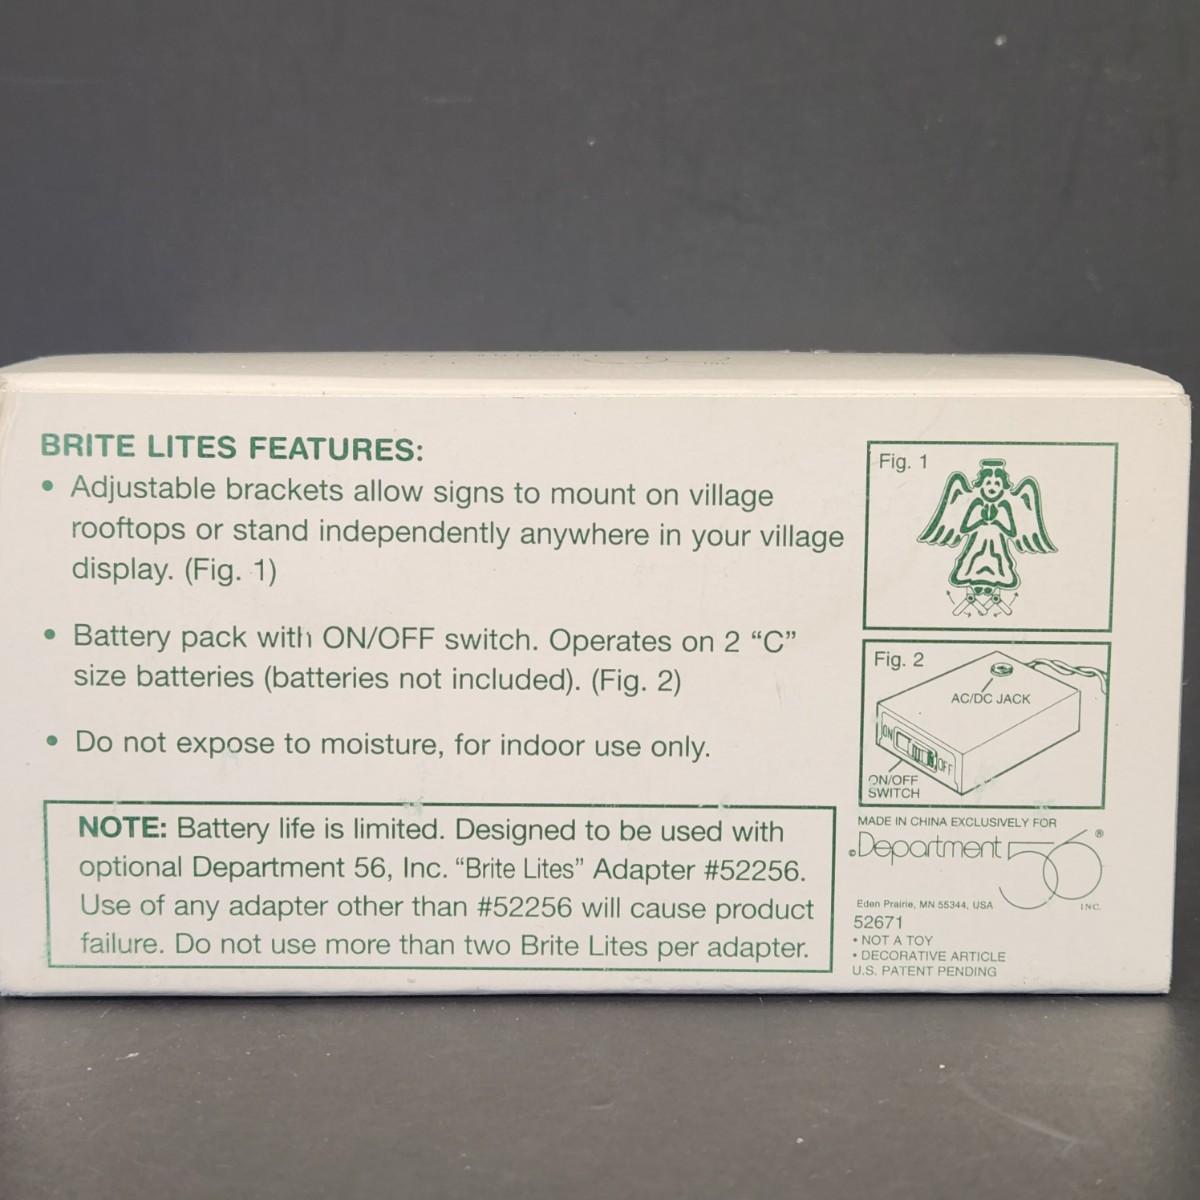 BRITE LITES FEATURES:
• Adjustable brackets allow signs to mount on village
rooftops or stand independently anywhere in your village
display. (Fig. 1)
• Battery pack with ON/OFF switch. Operates on 2 “C”
size batteries (batteries not included). (Fig. 2)
• Do not expose to moisture, for indoor use only.
NOTE: Battery life is limited. Designed to be used with
optional Department 56, Inc. “Brite Lites” Adapter #52256.
Use of any adapter other than #52256 will cause product
failure. Do not use more than two Brite Lites per adapter.
Fig. 1
Fig. 2
AC/DC JACK
ON
OFF
ON/OFF
SWITCH
MADE IN CHINA EXCLUSIVELY FOR
©Department 56®
INC.
Eden Prairie, MN 55344, USA
52671
• NOT A TOY
• DECORATIVE ARTICLE
U.S. PATENT PENDING